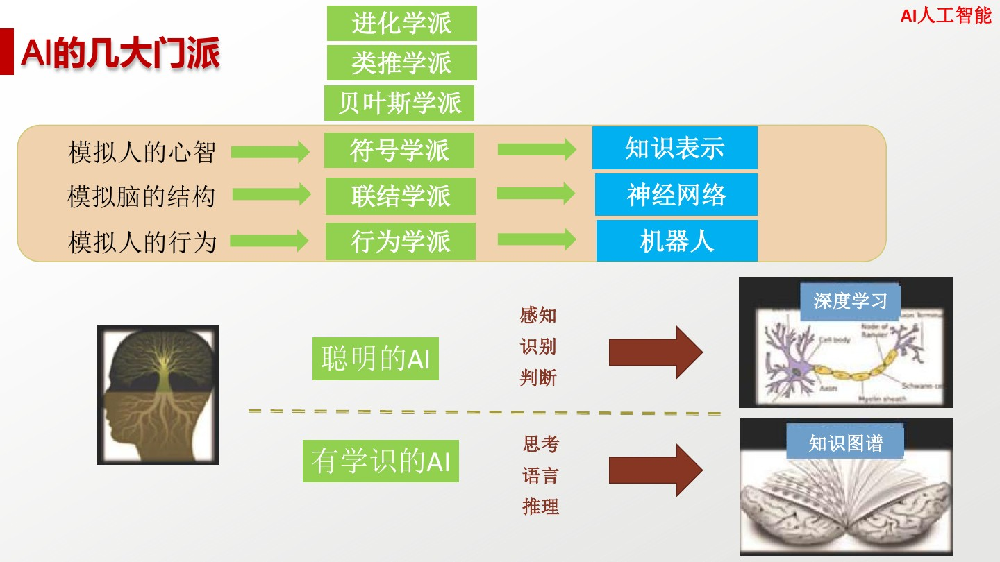 AI人工智能
AI的几大门派
进化学派
类推学派
贝叶斯学派
模拟人的心智
符号学派
知识表示
模拟脑的结构
联结学派
神经网络
模拟人的行为
行为学派
机器人
聪明的AI
感知
识别
判断
深度学习
Node of
Ranvier
Cell body
Axon
Myelin sheath
有学识的AI
思考
语言
推理
知识图谱